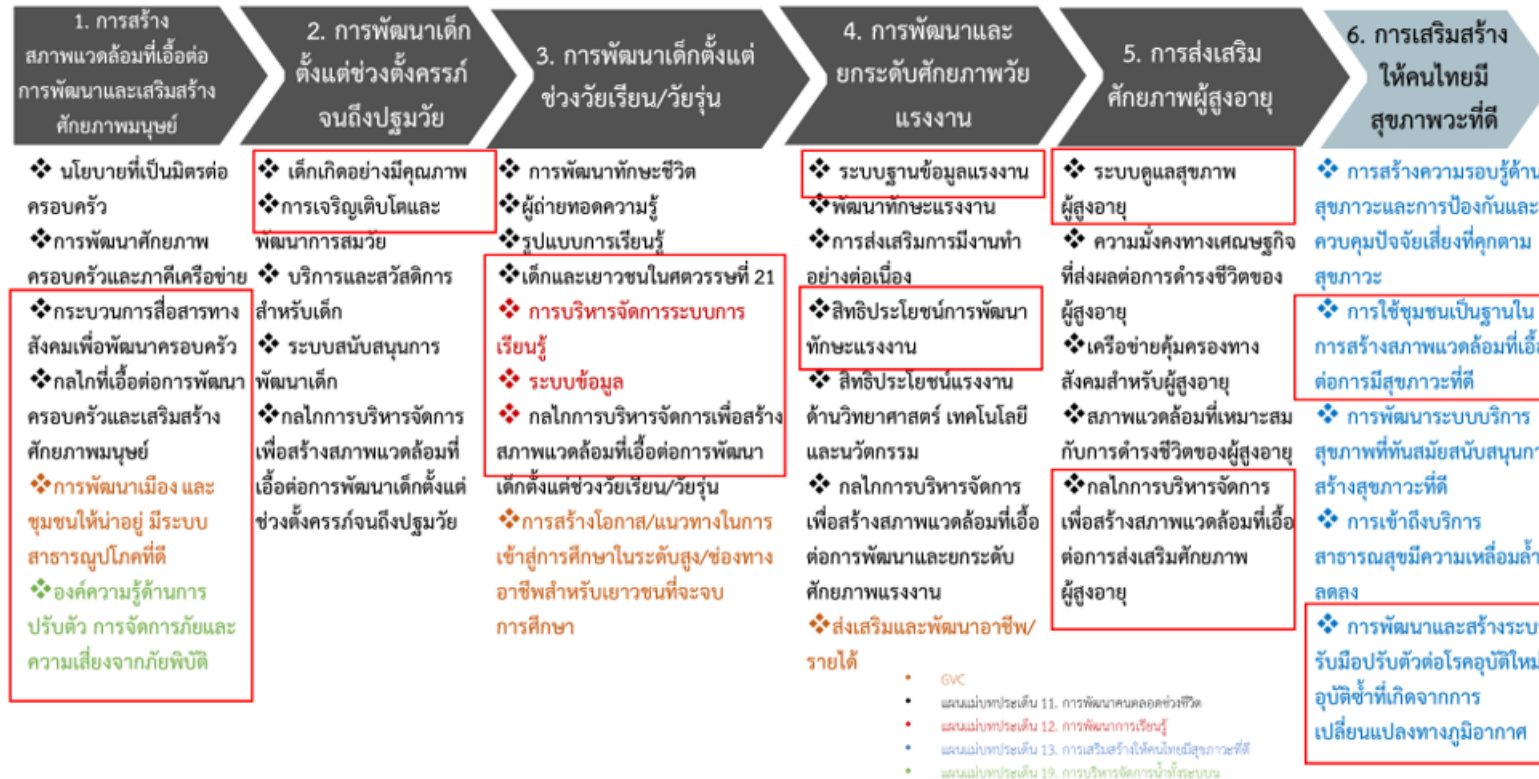 1. การสร้าง
สภาพแวดล้อมที่เอื้อต่อ
การพัฒนาและเสริมสร้าง
ศักยภาพมนุษย์
2. การพัฒนาเด็ก
ตั้งแต่ช่วงตั้งครรภ์
จนถึงปฐมวัย
3. การพัฒนาเด็กตั้งแต่
ช่วงวัยเรียน/วัยรุ่น
4. การพัฒนาและ
ยกระดับศักยภาพวัย
แรงงาน
5. การส่งเสริม
ศักยภาพผู้สูงอายุ
6. การเสริมสร้าง
ให้คนไทยมี
สุขภาพวะที่ดี
❖ นโยบายที่เป็นมิตรต่อ
ครอบครัว
❖การพัฒนาศักยภาพ
ครอบครัวและภาคีเครือข่าย
❖กระบวนการสื่อสารทาง
สังคมเพื่อพัฒนาครอบครัว
❖กลไกที่เอื้อต่อการพัฒนา
ครอบครัวและเสริมสร้าง
ศักยภาพมนุษย์
❖การพัฒนาเมือง และ
ชุมชนให้น่าอยู่ มีระบบ
สาธารณูปโภคที่ดี
❖องค์ความรู้ด้านการ
ปรับตัว การจัดการภัยและ
ความเสี่ยงจากภัยพิบัติ
❖ เด็กเกิดอย่างมีคุณภาพ
❖การเจริญเติบโตและ
พัฒนาการสมวัย
❖ บริการและสวัสดิการ
สำหรับเด็ก
❖ ระบบสนับสนุนการ
พัฒนาเด็ก
❖กลไกการบริหารจัดการ
เพื่อสร้างสภาพแวดล้อมที่
เอื้อต่อการพัฒนาเด็กตั้งแต่
ช่วงตั้งครรภ์จนถึงปฐมวัย
❖ การพัฒนาทักษะชีวิต
❖ผู้ถ่ายทอดความรู้
❖รูปแบบการเรียนรู้
❖เด็กและเยาวชนในศตวรรษที่ 21
❖ การบริหารจัดการระบบการ
เรียนรู้
❖ ระบบข้อมูล
❖ กลไกการบริหารจัดการเพื่อสร้าง
สภาพแวดล้อมที่เอื้อต่อการพัฒนา
เด็กตั้งแต่ช่วงวัยเรียน/วัยรุ่น
❖การสร้างโอกาส/แนวทางในการ
เข้าสู่การศึกษาในระดับสูง/ช่องทาง
อาชีพสำหรับเยาวชนที่จะจบ
การศึกษา
❖ ระบบฐานข้อมูลแรงงาน
❖พัฒนาทักษะแรงงาน
❖การส่งเสริมการมีงานทำ
อย่างต่อเนื่อง
❖สิทธิประโยชน์การพัฒนา
ทักษะแรงงาน
❖ สิทธิประโยชน์แรงงาน
ด้านวิทยาศาสตร์ เทคโนโลยี
และนวัตกรรม
❖ กลไกการบริหารจัดการ
เพื่อสร้างสภาพแวดล้อมที่เอื้อ
ต่อการพัฒนาและยกระดับ
ศักยภาพแรงงาน
❖ส่งเสริมและพัฒนาอาชีพ/
รายได้
❖ ระบบดูแลสุขภาพ
ผู้สูงอายุ
❖ ความมั่งคงทางเศณษฐกิจ
ที่ส่งผลต่อการดำรงชีวิตของ
ผู้สูงอายุ
❖เครือข่ายคุ้มครองทาง
สังคมสำหรับผู้สูงอายุ
❖สภาพแวดล้อมที่เหมาะสม
กับการดำรงชีวิตของผู้สูงอายุ
❖กลไกการบริหารจัดการ
เพื่อสร้างสภาพแวดล้อมที่เอื้อ
ต่อการส่งเสริมศักยภาพ
ผู้สูงอายุ
❖ การสร้างความรอบรู้ด้าน
สุขภาวะและการป้องกันและ
ควบคุมปัจจัยเสี่ยงที่คุกตาม
สุขภาวะ
❖ การใช้ชุมชนเป็นฐานใน
การสร้างสภาพแวดล้อมที่เอื้อ
ต่อการมีสุขภาวะที่ดี
❖ การพัฒนาระบบบริการ
สุขภาพที่ทันสมัยสนับสนุนกา
สร้างสุขภาวะที่ดี
❖ การเข้าถึงบริการ
สาธารณสุขมีความเหลื่อมล้ำ
ลดลง
❖ การพัฒนาและสร้างระบบ
รับมือปรับตัวต่อโรคอุบัติใหม่
อุบัติซ้ำที่เกิดจากการ
เปลี่ยนแปลงทางภูมิอากาศ
• GVC
• แผนแม่บทประเด็น 11. การพัฒนาคนตลอดช่วงชีวิต
• แผนแม่บทประเด็น 12. การพัฒนาการเรียนรู้
• แผนแม่บทประเด็น 13. การเสริมสร้างให้คนไทยมีสุขภาวะที่ดี
• แผนแม่บทประเด็น 19. การบริหารจัดการน้ำทั้งระบบน